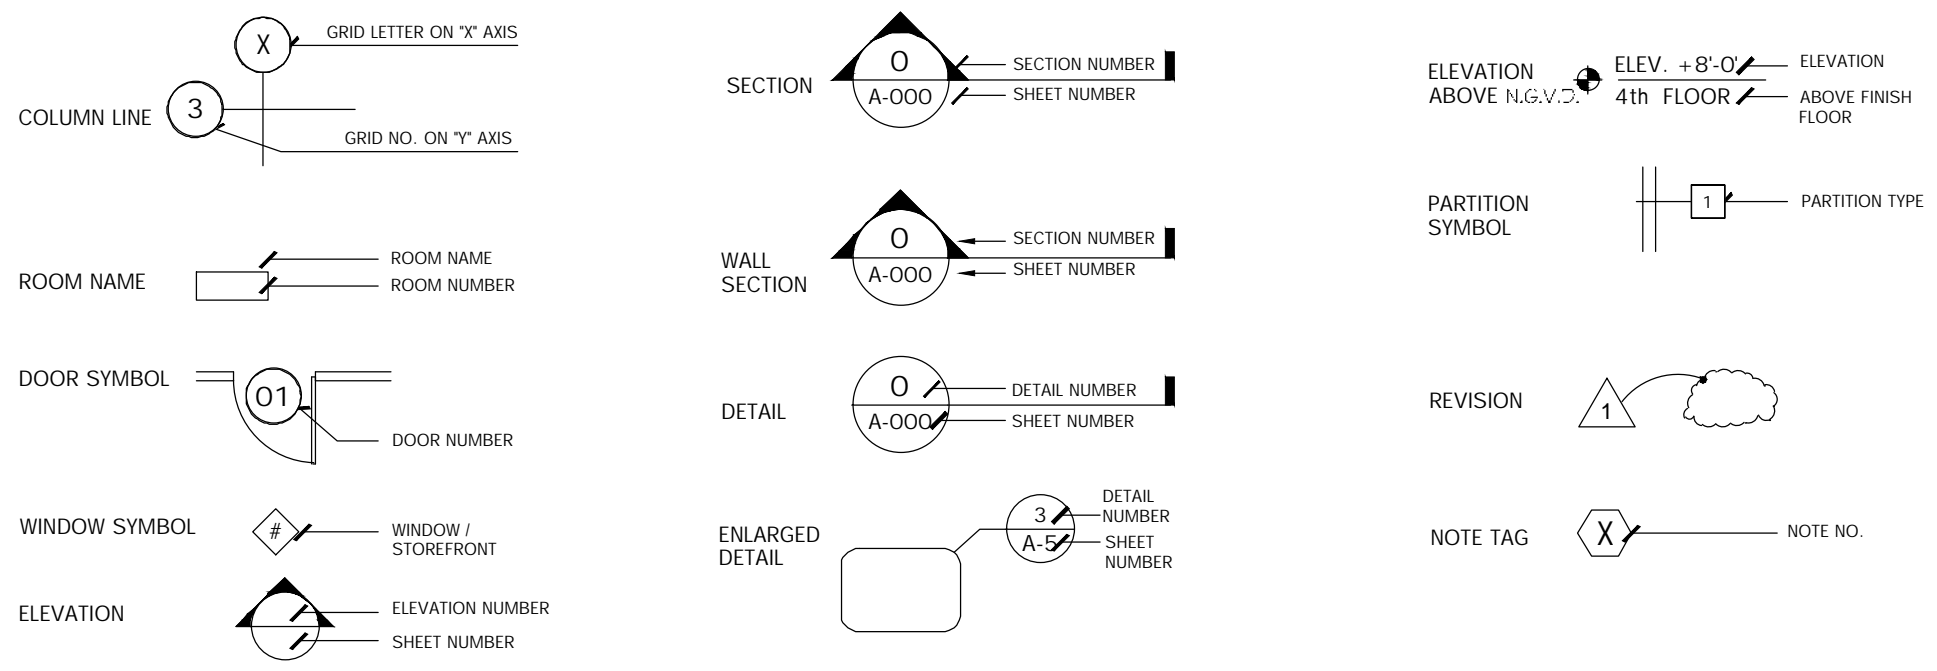 X
GRID LETTER ON "X" AXIS
COLUMN LINE
3
GRID NO. ON "Y" AXIS
ROOM NAME
ROOM NAME
ROOM NUMBER
DOOR SYMBOL
01
DOOR NUMBER
WINDOW SYMBOL
#
WINDOW /
STOREFRONT
ELEVATION
ELEVATION NUMBER
SHEET NUMBER
SECTION
0
A-000
SECTION NUMBER
SHEET NUMBER
WALL
SECTION
0
A-000
SECTION NUMBER
SHEET NUMBER
DETAIL
0
A-000
DETAIL NUMBER
SHEET NUMBER
ENLARGED
DETAIL
3
A-5
DETAIL
NUMBER
SHEET
NUMBER
ELEVATION
ABOVE N.G.V.D.
ELEV. +8'-0"
4th FLOOR
ELEVATION
ABOVE FINISH
FLOOR
PARTITION
SYMBOL
1
PARTITION TYPE
REVISION
1
NOTE TAG
X
NOTE NO.